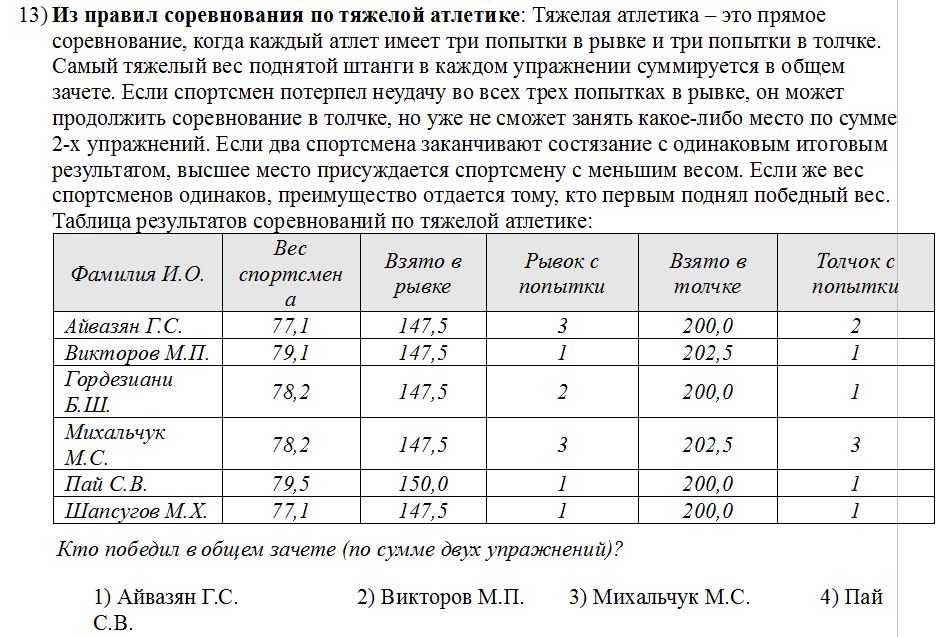 13) Из правил соревнования по тяжелой атлетике: Тяжелая атлетика – это прямое
соревнование, когда каждый атлет имеет три попытки в рывке и три попытки в толчке.
Самый тяжелый вес поднятой штанги в каждом упражнении суммируется в общем
зачете. Если спортсмен потерпел неудачу во всех трех попытках в рывке, он может
продолжить соревнование в толчке, но уже не сможет занять какое-либо место по сумме
2-х упражнений. Если два спортсмена заканчивают состязание с одинаковым итоговым
результатом, высшее место присуждается спортсмену с меньшим весом. Если же вес
спортсменов одинаков, преимущество отдается тому, кто первым поднял победный вес.
Таблица результатов соревнований по тяжелой атлетике:
Фамилия И.О. Вес спортсмен а Взято в рывке Рывок с попытки Взято в толчке Толчок с попытки
Айвазян Г.С. 77,1 147,5 3 200,0 2
Викторов М.П. 79,1 147,5 1 202,5 1
Гордезиани Б.Ш. 78,2 147,5 2 200,0 1
Михальчук М.С. 78,2 147,5 3 202,5 3
Пай С.В. 79,5 150,0 1 200,0 1
Шапсугов М.Х. 77,1 147,5 1 200,0 1
Кто победил в общем зачете (по сумме двух упражнений)?
1) Айвазян Г.С. 2) Викторов М.П. 3) Михальчук М.С. 4) Пай
С.В.